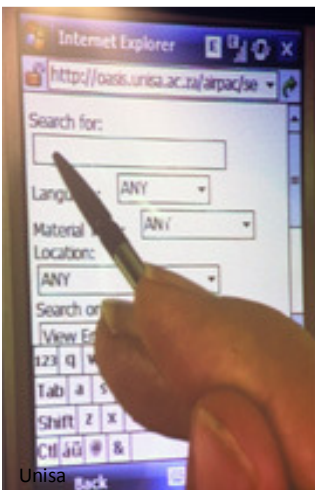 Internet Explorer
http://oasis.unisa.ac.za/airpac/se
Search for:
ANY
Material
ANY
Location:
ANY
Search
View
123 q
Tab a s
Shift z x
Ctl áü # &
Unisa
Back